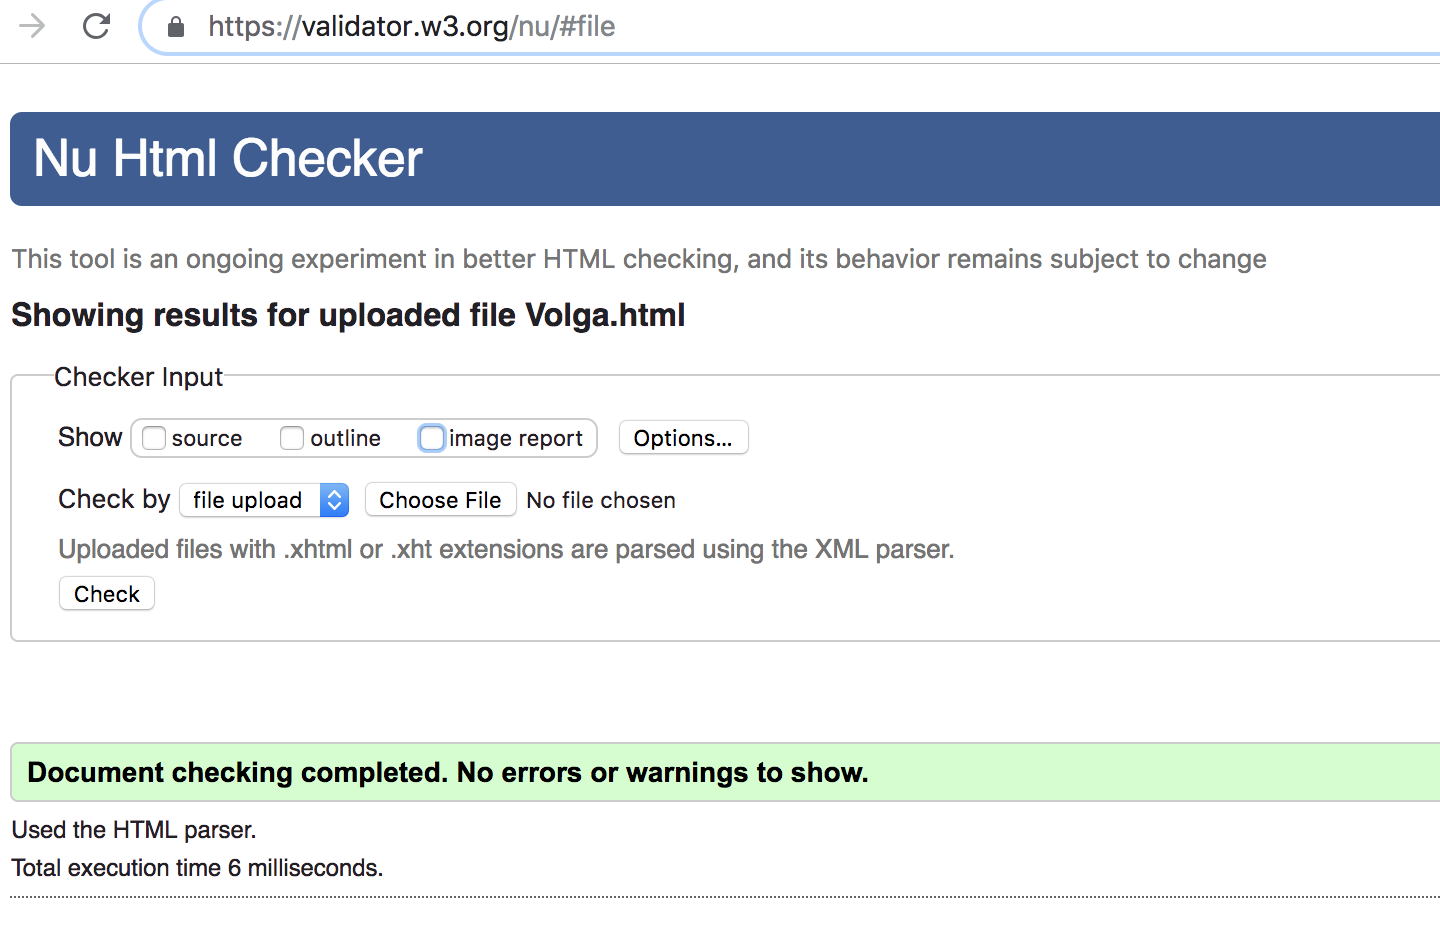 https://validator.w3.org/nu/#file
Nu Html Checker
This tool is an ongoing experiment in better HTML checking, and its behavior remains subject to change
Showing results for uploaded file Volga.html
Checker Input
Show source outline image report Options...
Check by file upload Choose File No file chosen
Uploaded files with .xhtml or .xht extensions are parsed using the XML parser.
Check
Document checking completed. No errors or warnings to show.
Used the HTML parser.
Total execution time 6 milliseconds.